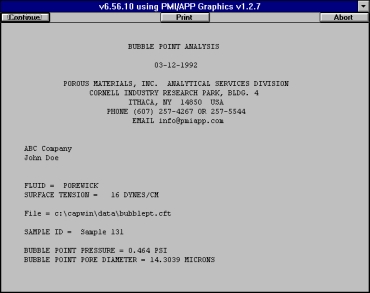 v6.56.10 using PMI/APP Graphics v1.2.7
Continue
Print
Abort
BUBBLE POINT ANALYSIS
03-12-1992
POROUS MATERIALS, INC. ANALYTICAL SERVICES DIVISION
CORNELL INDUSTRY RESEARCH PARK, BLDG. 4
ITHACA, NY 14850 USA
PHONE (607) 257-4267 OR 257-5544
EMAIL info@pmiapp.com
ABC Company
John Doe
FLUID = POREWICK
SURFACE TENSION = 16 DYNES/CM
File = c:\capwin\data\bubblept.cft
SAMPLE ID = Sample 131
BUBBLE POINT PRESSURE = 0.464 PSI
BUBBLE POINT PORE DIAMETER = 14.3039 MICRONS